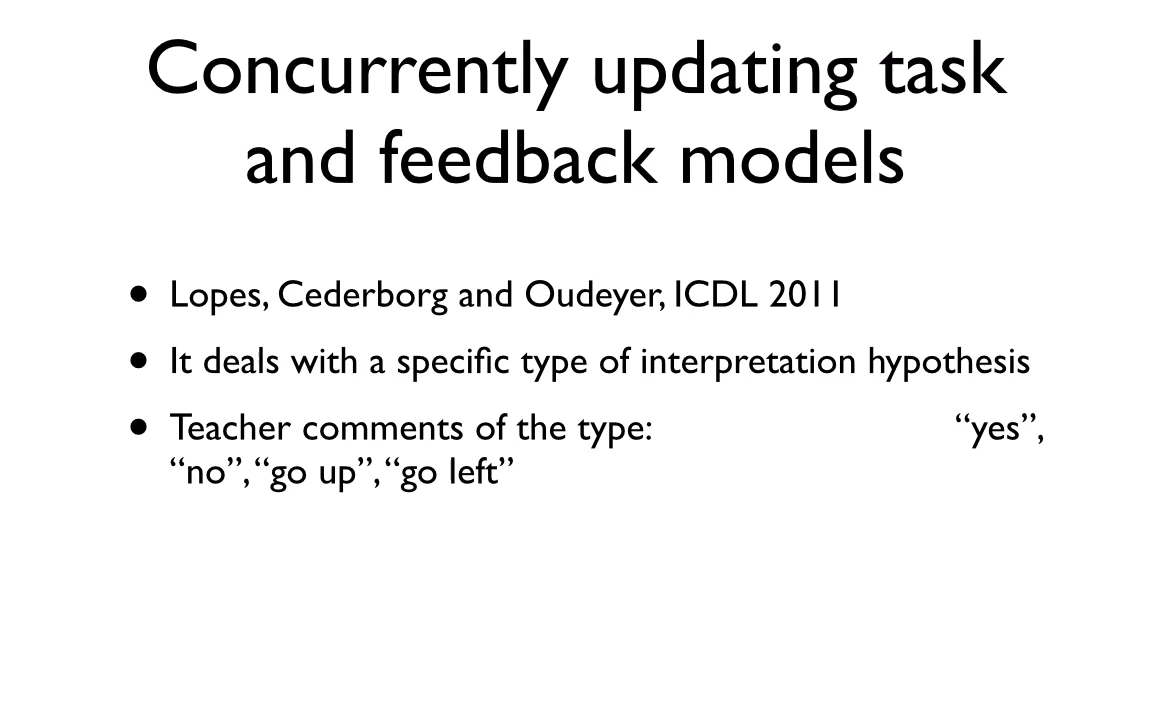 Concurrently updating task
and feedback models
• Lopes, Cederborg and Oudeyer, ICDL 2011
• It deals with a specific type of interpretation hypothesis
• Teacher comments of the type: “yes”,
“no”, “go up”, “go left”